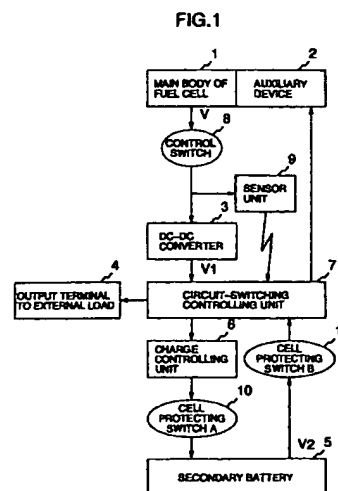 FIG.1
1
2
MAIN BODY OF
FUEL CELL
AUXILIARY
DEVICE
V
8
CONTROL
SWITCH
9
SENSOR
UNIT
3
DC-DC
CONVERTER
4
V1
7
OUTPUT TERMINAL
TO EXTERNAL LOAD
CIRCUIT-SWITCHING
CONTROLLING UNIT
6
CHARGE
CONTROLLING
UNIT
CELL
PROTECTING
SWITCH B
10
CELL
PROTECTING
SWITCH A
V2
5
SECONDARY BATTERY